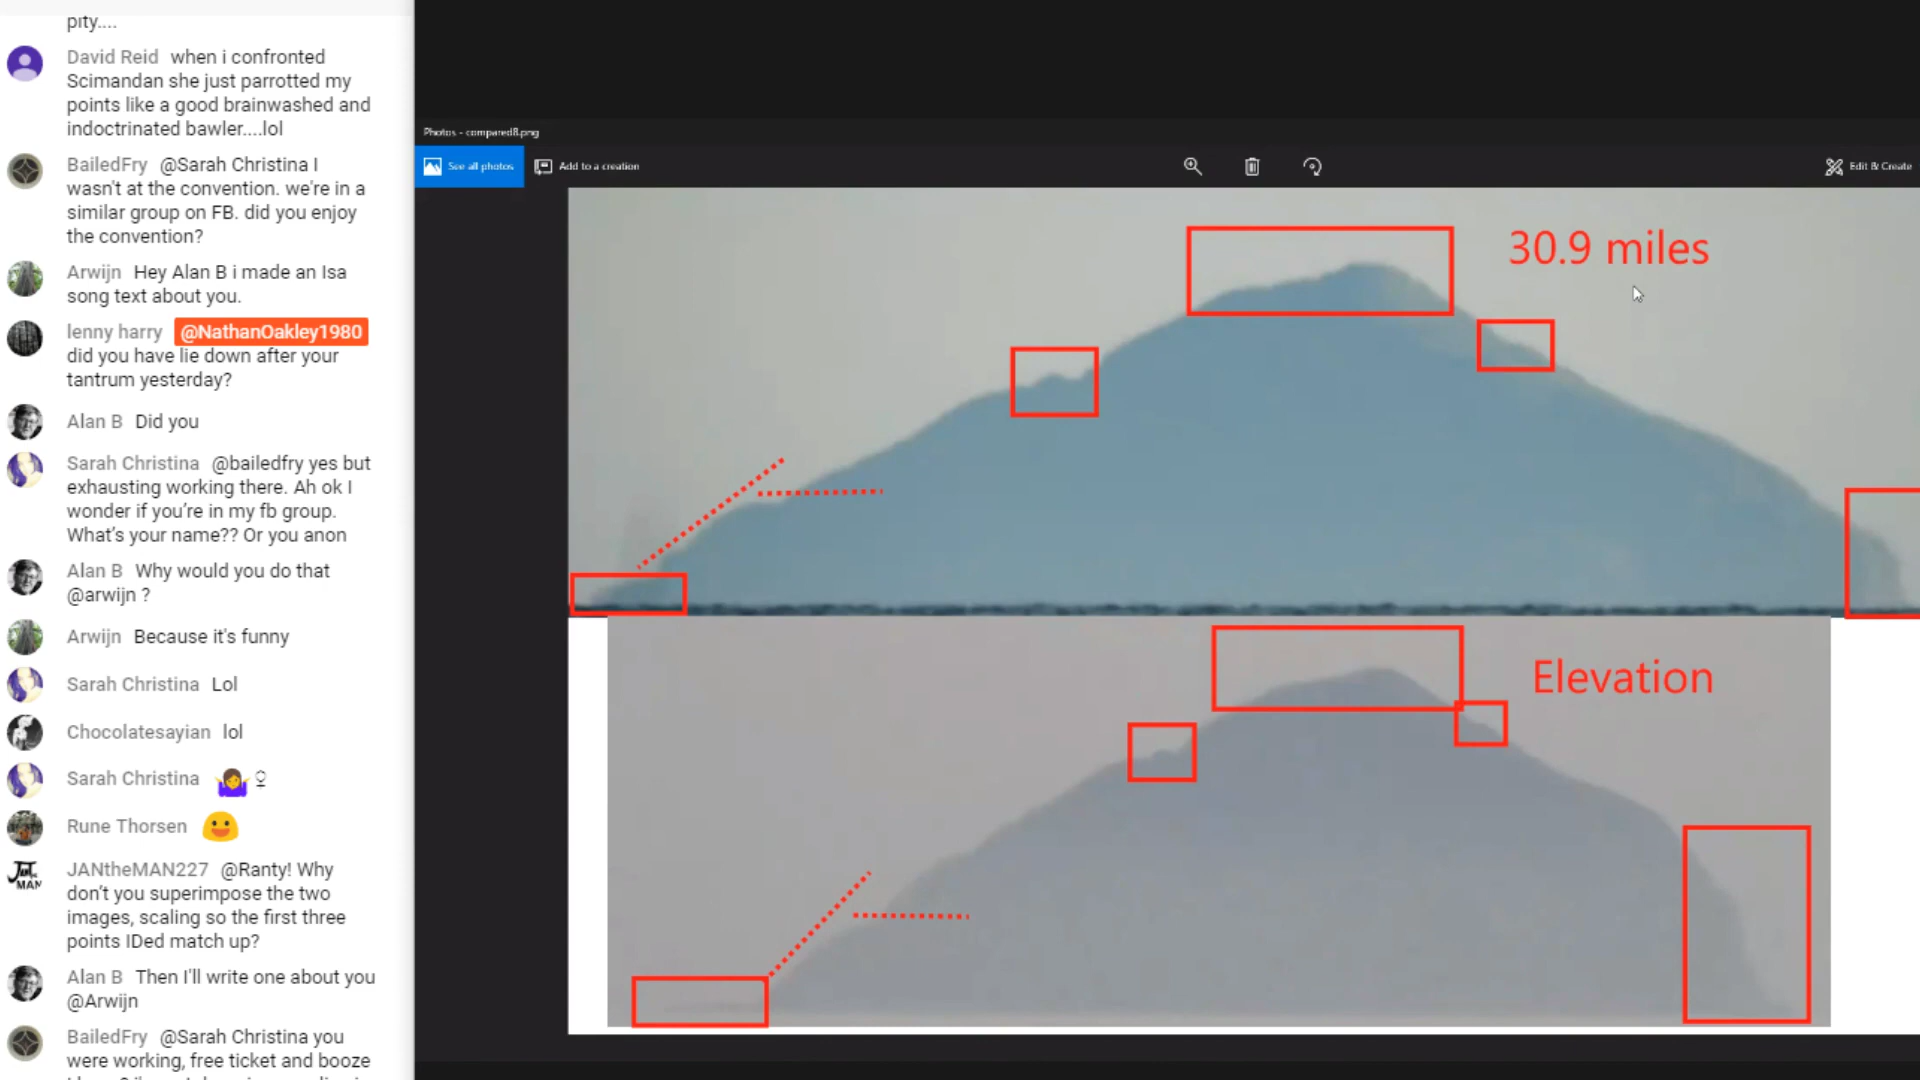 pity....
David Reid when i confronted
Scimandan she just parrotted my
points like a good brainwashed and
indoctrinated bawler....lol
BailedFry @Sarah Christina I
wasn't at the convention. we're in a
similar group on FB. did you enjoy
the convention?
Arwijn Hey Alan B i made an Isa
song text about you.
lenny harry @NathanOakley1980
did you have lie down after your
tantrum yesterday?
Alan B Did you
Sarah Christina @bailedfry yes but
exhausting working there. Ah ok I
wonder if you’re in my fb group.
What’s your name?? Or you anon
Alan B Why would you do that
@arwijn ?
Arwijn Because it's funny
Sarah Christina Lol
Chocolatesayian lol
Sarah Christina 🤷♀
Rune Thorsen 😃
JANtheMAN227 @Ranty! Why
don’t you superimpose the two
images, scaling so the first three
points IDed match up?
Alan B Then I'll write one about you
@Arwijn
BailedFry @Sarah Christina you
were working, free ticket and booze
Photos - compared8.png
See all photos
Add to a creation
Edit & Create
30.9 miles
Elevation